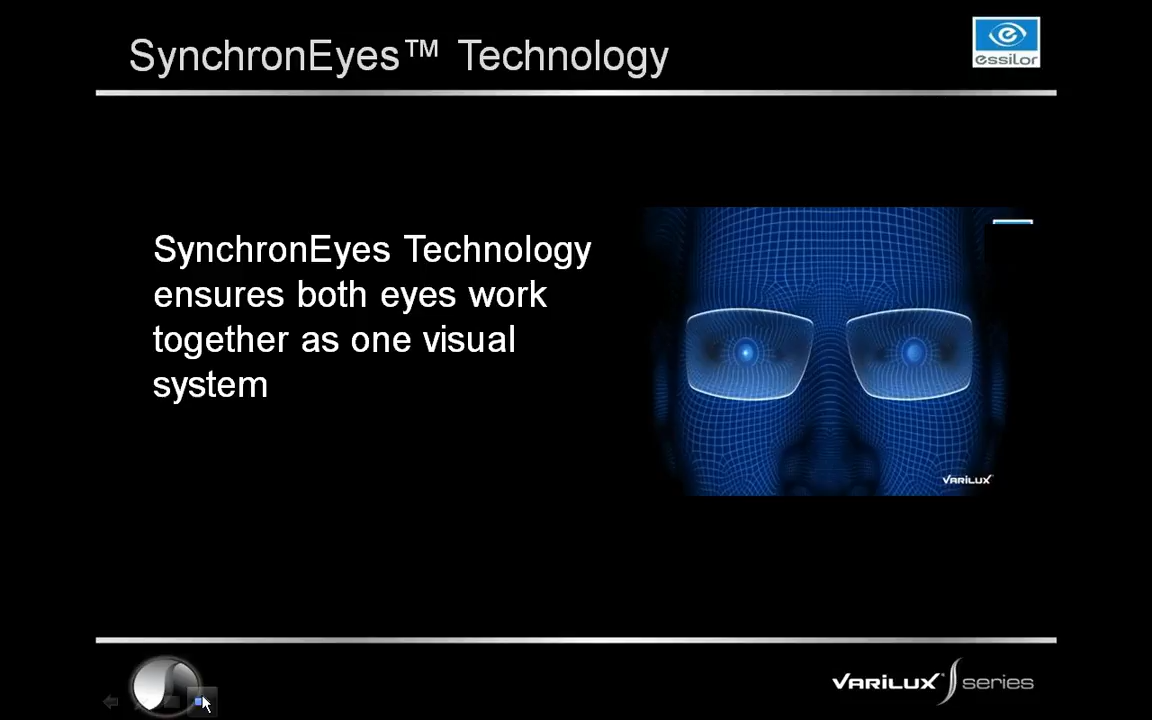 SynchronEyes™ Technology
essilor
SynchronEyes Technology
ensures both eyes work
together as one visual
system
VARILUX
VARILUX® S series